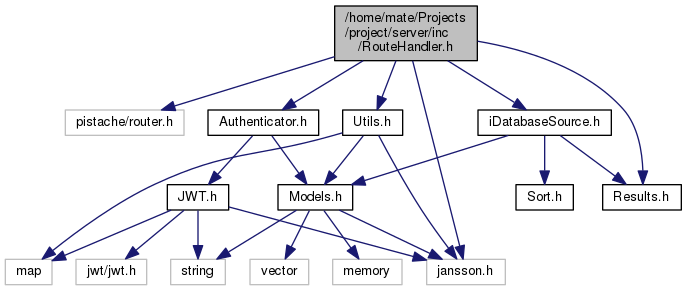 /home/mate/Projects
/project/server/inc
/RouteHandler.h
pistache/router.h
Authenticator.h
Utils.h
iDatabaseSource.h
JWT.h
Models.h
Sort.h
Results.h
map
jwt/jwt.h
string
vector
memory
jansson.h